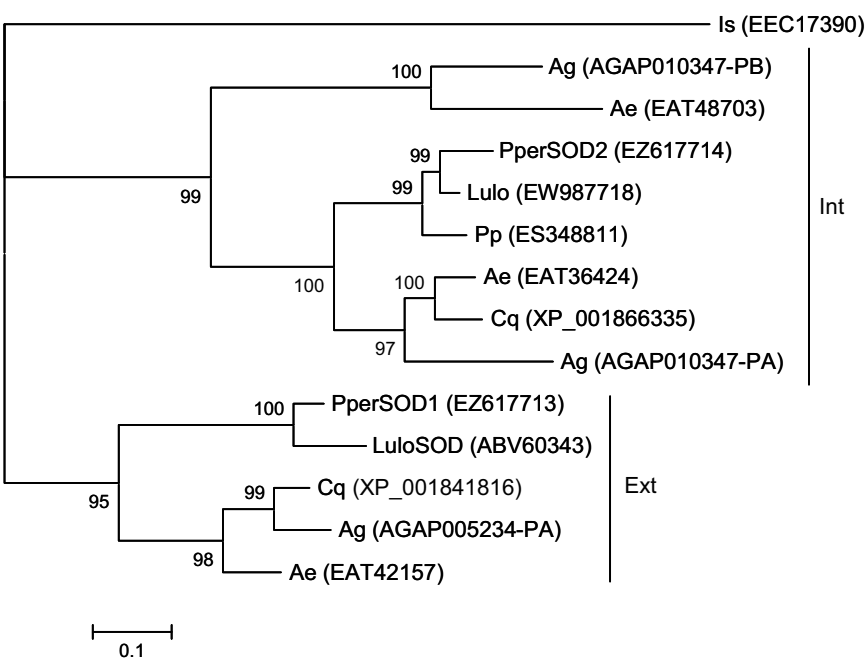 Is (EEC17390)
Ag (AGAP010347-PB)
100
Ae (EAT48703)
PperSOD2 (EZ617714)
99
99
Lulo (EW987718)
99
Int
Pp (ES348811)
Ae (EAT36424)
100
100
Cq (XP_001866335)
97
Ag (AGAP010347-PA)
PperSOD1 (EZ617713)
100
LuloSOD (ABV60343)
Cq (XP_001841816)
Ext
99
95
Ag (AGAP005234-PA)
98
Ae (EAT42157)
0.1